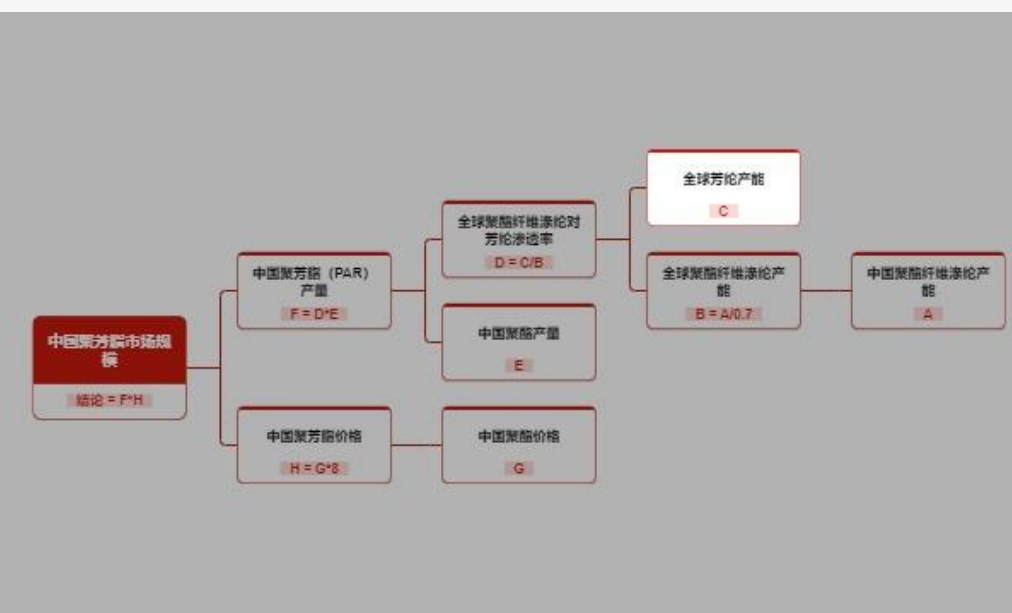 全球芳纶产能
C
全球聚酯纤维涤纶对
芳纶渗透率
D = C/B
中国聚芳酯（PAR）
产量
F = D*E
全球聚酯纤维涤纶产
能
B = A/0.7
中国聚酯纤维涤纶产
能
A
中国聚芳酯市场规
模
结论 = F*H
中国聚酯产量
E
中国聚芳酯价格
H = G*8
中国聚酯价格
G